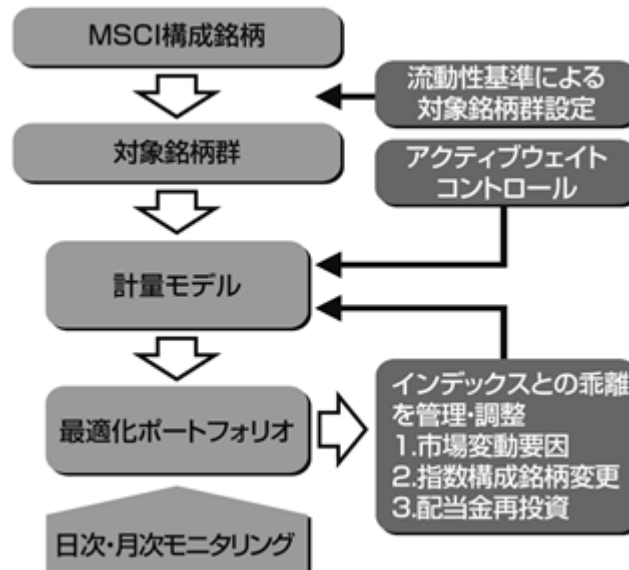 MSCI構成銘柄
流動性基準による
対象銘柄群設定
対象銘柄群
アクティブウェイト
コントロール
計量モデル
最適化ポートフォリオ
インデックスとの乖離
を管理・調整
1.市場変動要因
2.指数構成銘柄変更
3.配当金再投資
日次・月次モニタリング